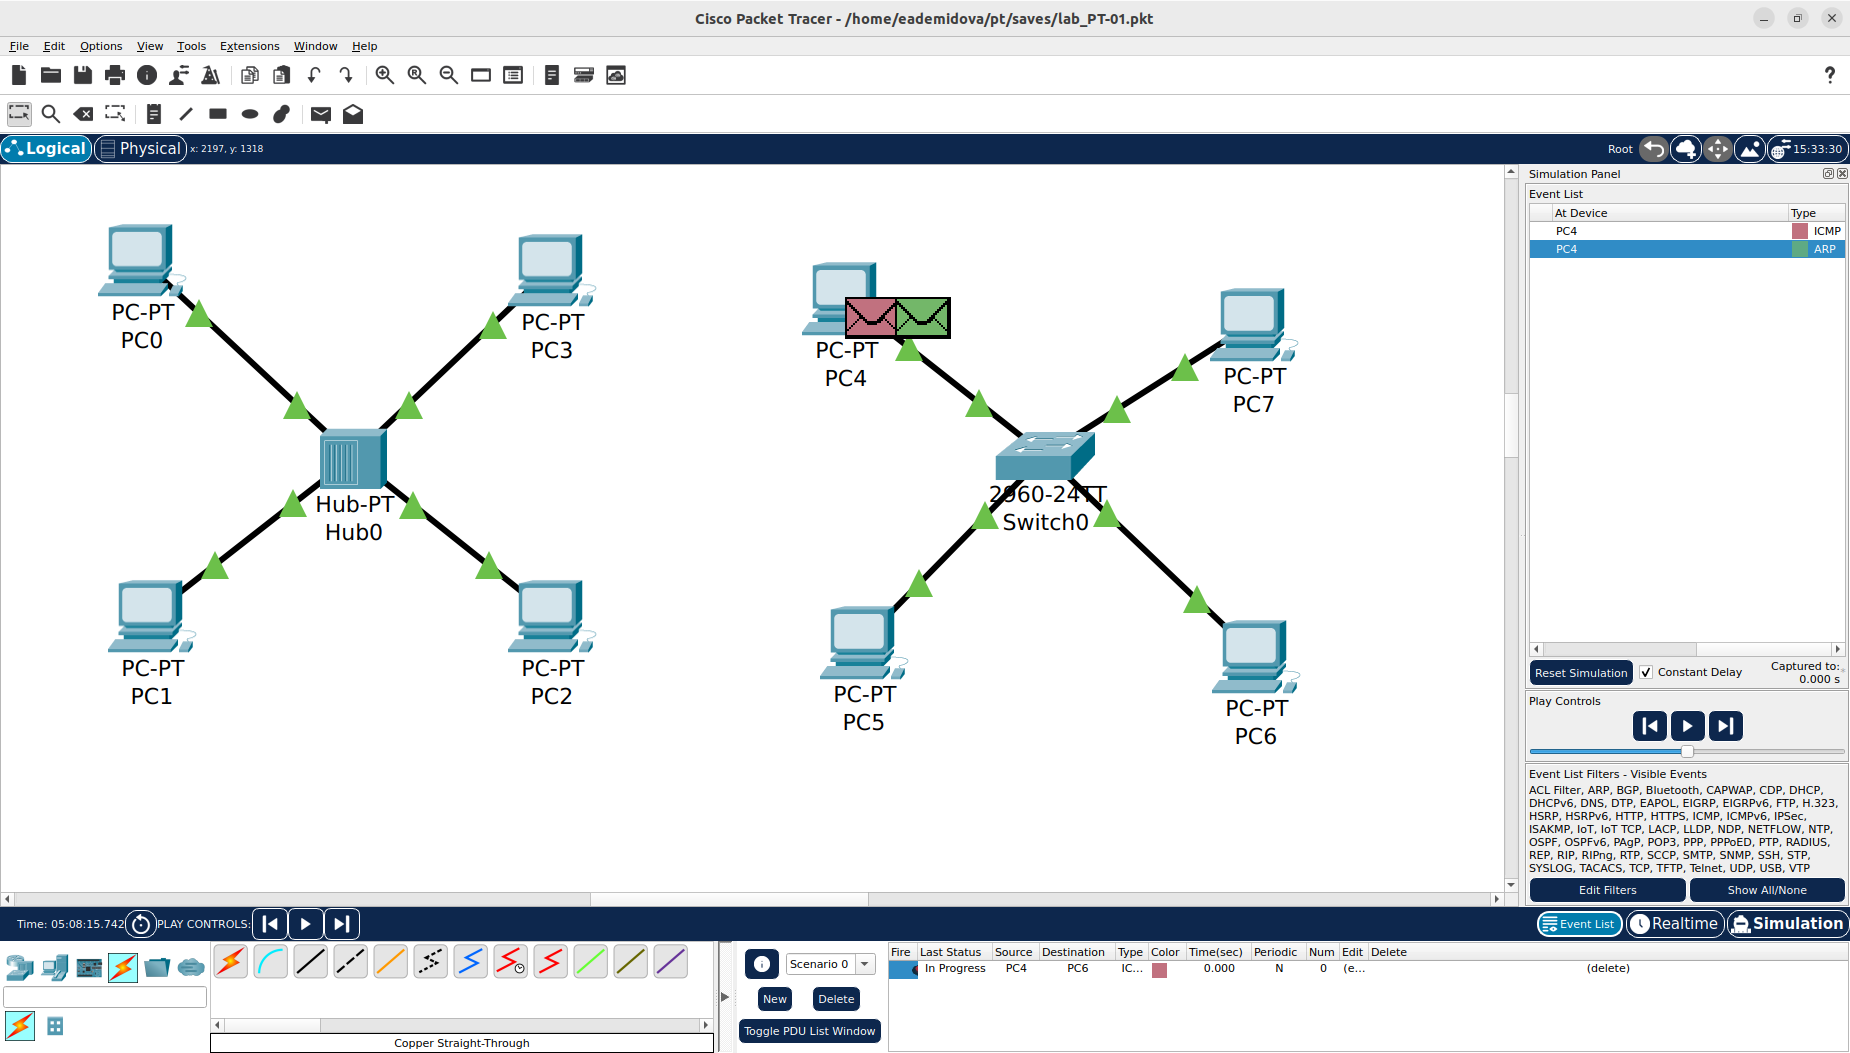 Cisco Packet Tracer - /home/eademidova/pt/saves/lab_PT-01.pkt
File Edit Options View Tools Extensions Window Help
Logical Physical x: 2197, y: 1318 Root 15:33:30
Simulation Panel
Event List
At Device Type
PC4 ICMP
PC4 ARP
PC-PT
PC0
PC-PT
PC3
PC-PT
PC4
PC-PT
PC7
Hub-PT
Hub0
2960-24TT
Switch0
PC-PT
PC1
PC-PT
PC2
PC-PT
PC5
PC-PT
PC6
Reset Simulation Constant Delay Captured to:
0.000 s
Play Controls
Event List Filters - Visible Events
ACL Filter, ARP, BGP, Bluetooth, CAPWAP, CDP, DHCP,
DHCPv6, DNS, DTP, EAPOL, EIGRP, EIGRPv6, FTP, H.323,
HSRP, HSRPv6, HTTP, HTTPS, ICMP, ICMPv6, IPSec,
ISAKMP, IoT, IoT TCP, LACP, LLDP, NDP, NETFLOW, NTP,
OSPF, OSPFv6, PAgP, POP3, PPP, PPPoED, PTP, RADIUS,
REP, RIP, RIPng, RTP, SCCP, SMTP, SNMP, SSH, STP,
SYSLOG, TACACS, TCP, TFTP, Telnet, UDP, USB, VTP
Edit Filters Show All/None
Time: 05:08:15.742 PLAY CONTROLS: Event List Realtime Simulation
Scenario 0
New Delete
Toggle PDU List Window
Fire Last Status Source Destination Type Color Time(sec) Periodic Num Edit Delete
In Progress PC4 PC6 IC... 0.000 N 0 (e... (delete)
Copper Straight-Through